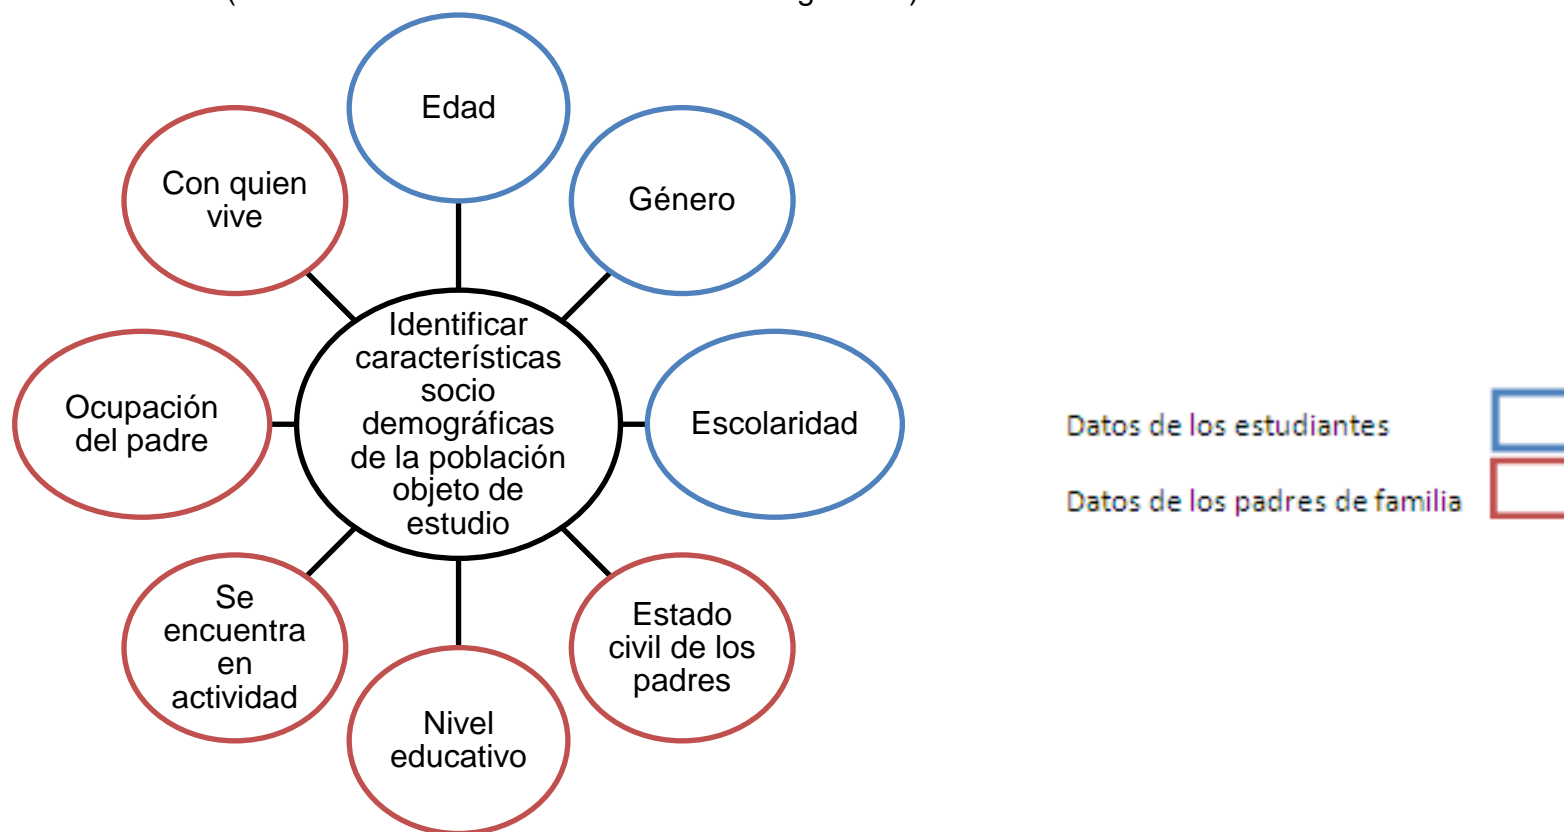 Edad
Género
Escolaridad
Estado
civil de los
padres
Nivel
educativo
Se
encuentra
en
actividad
Ocupación
del padre
Con quien
vive
Identificar
características
socio
demográficas
de la población
objeto de
estudio
Datos de los estudiantes
Datos de los padres de familia